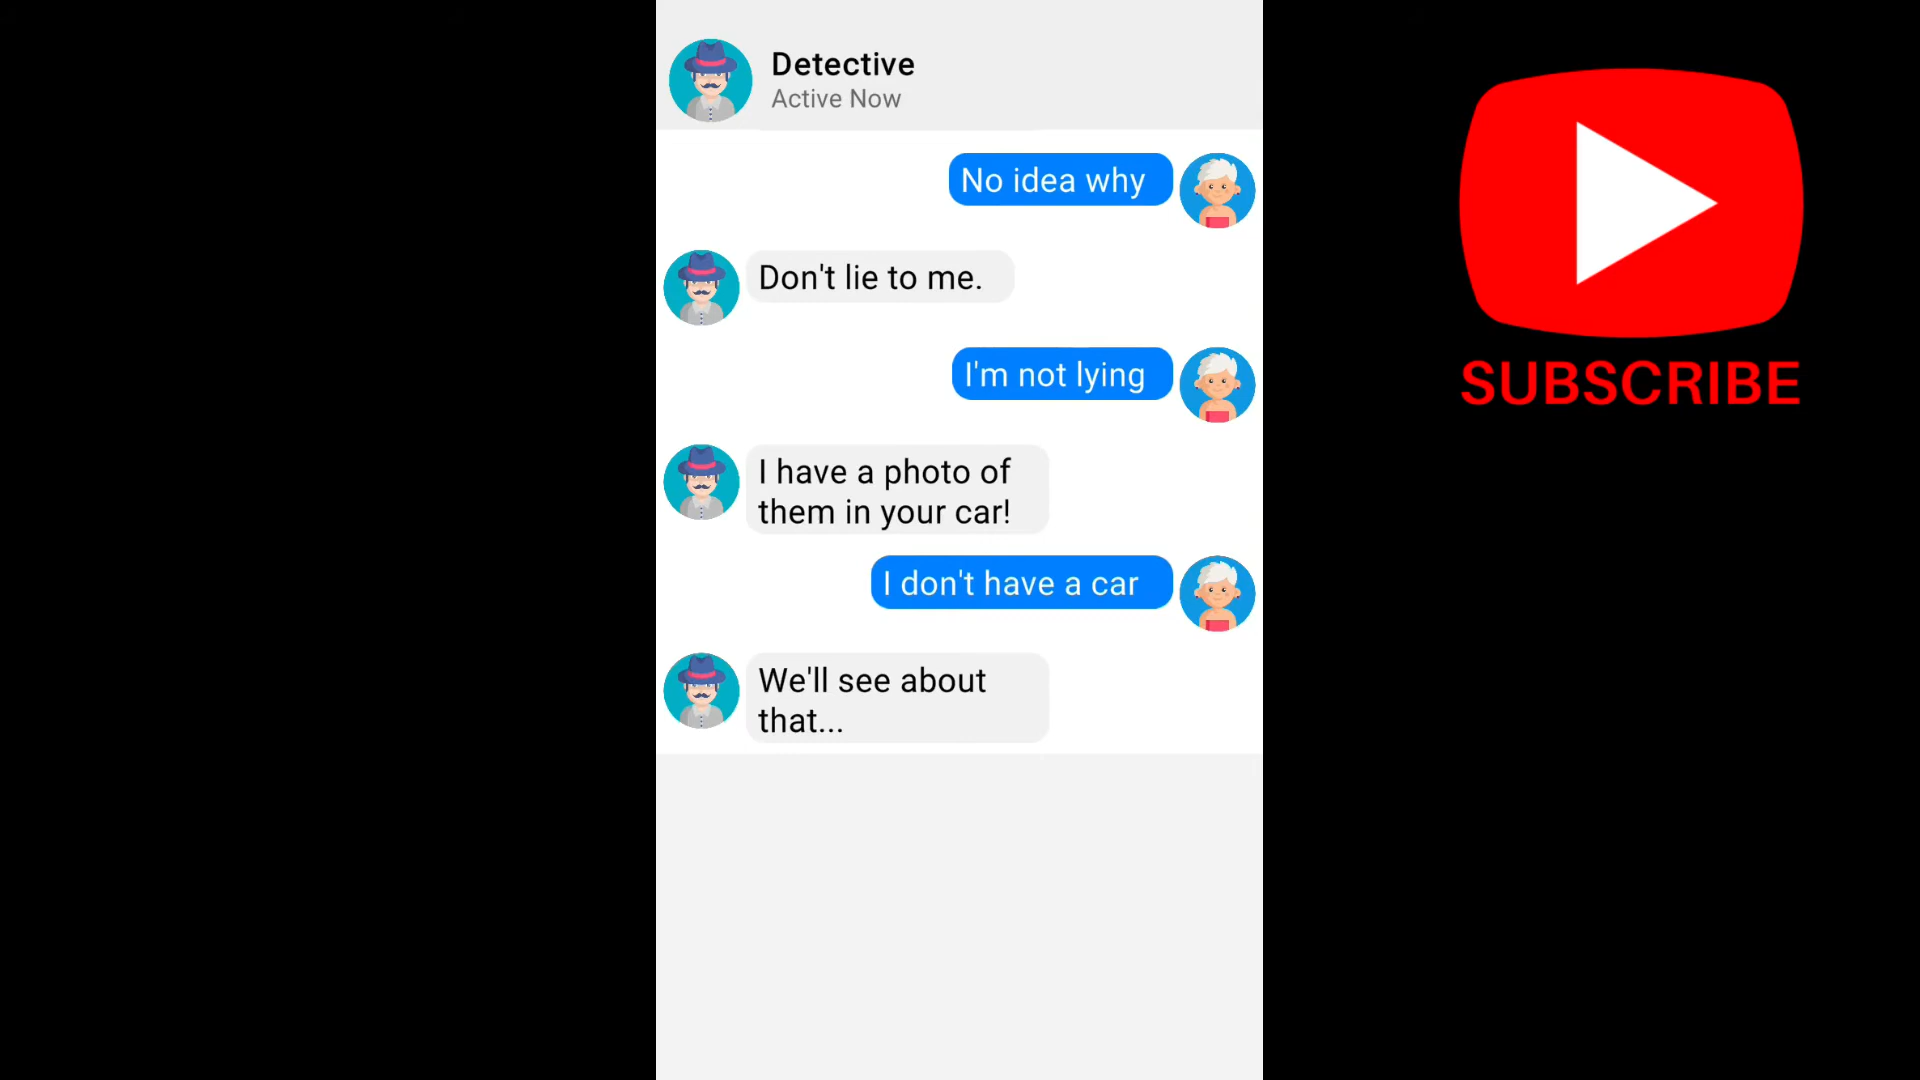 Detective
Active Now
No idea why
Don't lie to me.
I'm not lying
I have a photo of
them in your car!
I don't have a car
We'll see about
that...
SUBSCRIBE